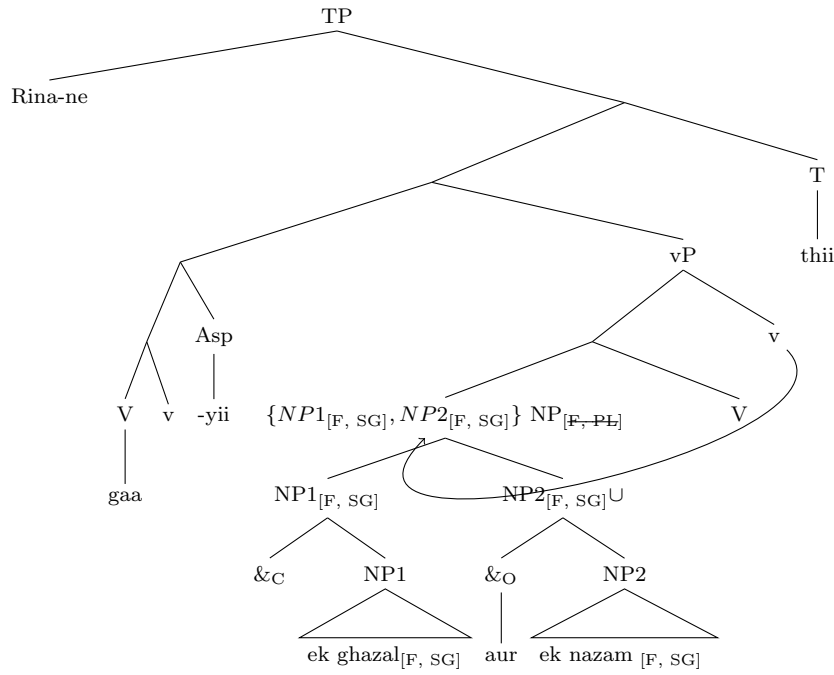 TP
Rina-ne
T
vP thii
Asp v
V v -yii {NP1[F, SG], NP2[F, SG]} NP[F, PL] V
gaa NP1[F, SG] NP2[F, SG]∪
&C NP1 &O NP2
ek ghazal[F, SG] aur ek nazam [F, SG]